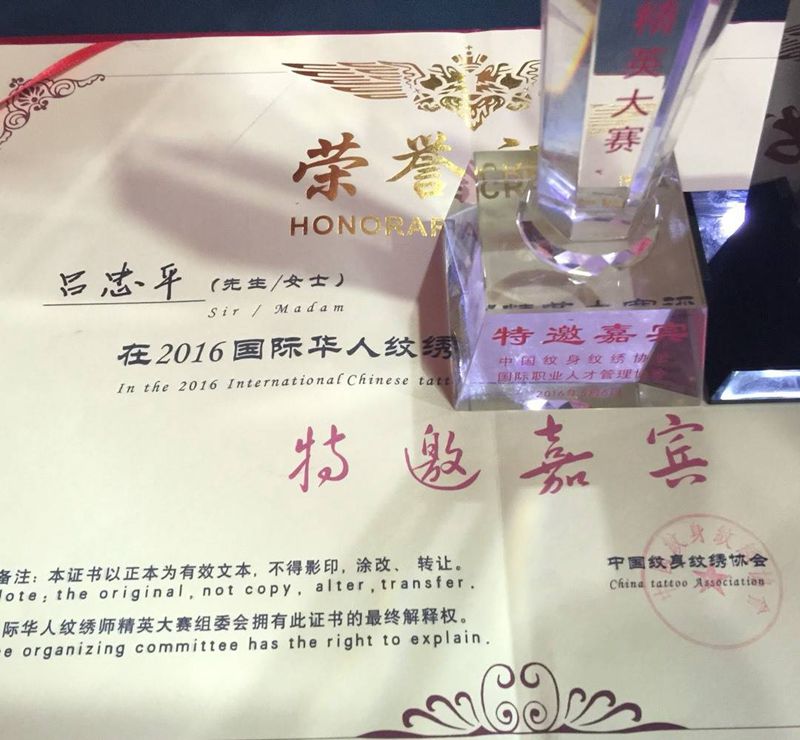 荣誉
HONORAR
吕忠平 (先生/女士)
Sir / Madam
在2016国际华人纹绣
In the 2016 International Chinese tatt
特邀嘉宾
备注：本证书以正本为有效文本，不得影印，涂改、转让。
Note: the original, not copy, alter, transfer.
际华人纹绣师精英大赛组委会拥有此证书的最终解释权。
e organizing committee has the right to explain.
中国纹身纹绣协会
China tattoo Association
精英大赛
特邀嘉宾
中国纹身纹绣协会
国际职业人才管理协会